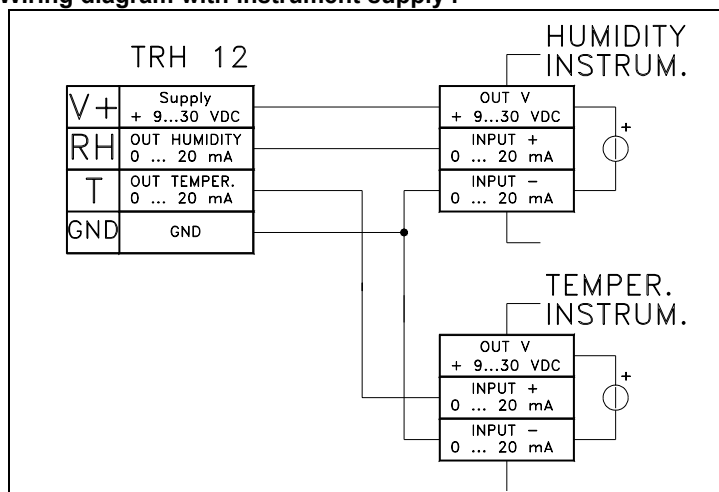 Wiring diagram with instrument supply :
TRH 12
V+
Supply
+ 9...30 VDC
RH
OUT HUMIDITY
0 ... 20 mA
T
OUT TEMPER.
0 ... 20 mA
GND
GND
HUMIDITY
INSTRUM.
OUT V
+ 9...30 VDC
INPUT +
0 ... 20 mA
INPUT -
0 ... 20 mA
+
TEMPER.
INSTRUM.
OUT V
+ 9...30 VDC
INPUT +
0 ... 20 mA
INPUT -
0 ... 20 mA
+